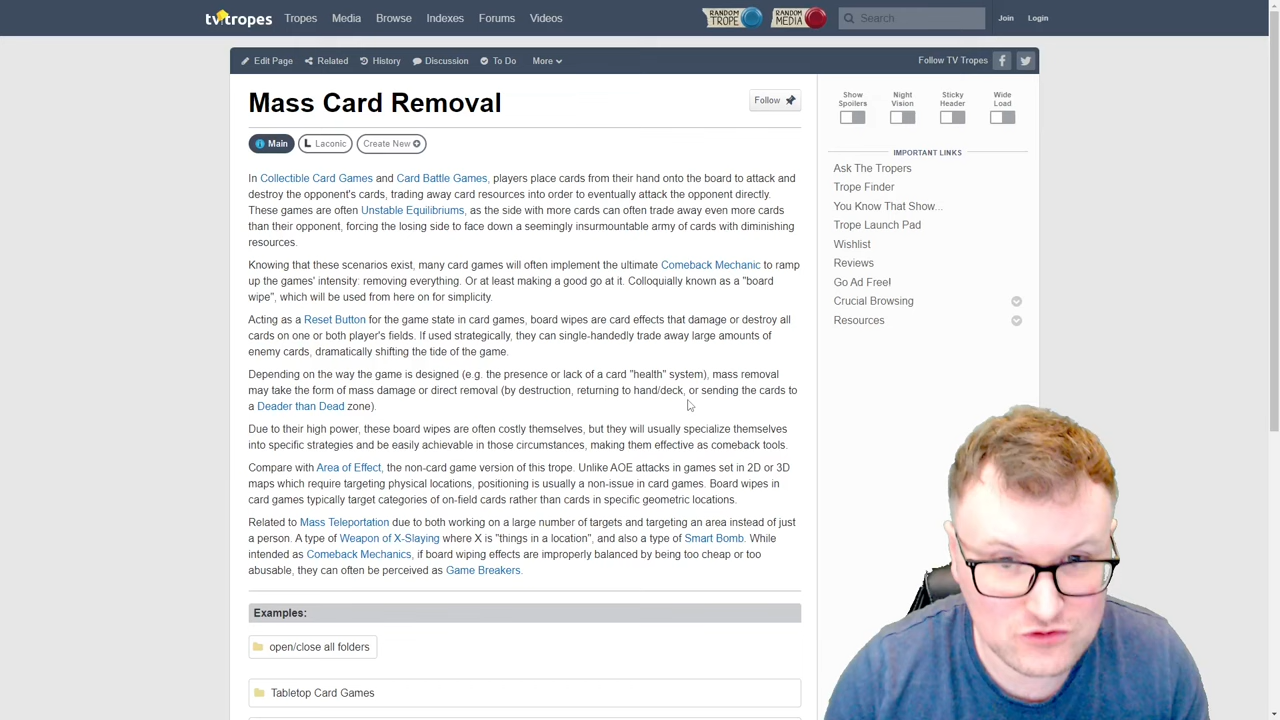 tvtropes
Tropes Media Browse Indexes Forums Videos
RANDOM TROPE
RANDOM MEDIA
Search
Join
Login
Edit Page Related History Discussion To Do More
Follow TV Tropes
Mass Card Removal
Follow
Main Laconic Create New
In Collectible Card Games and Card Battle Games, players place cards from their hand onto the board to attack and
destroy the opponent's cards, trading away card resources into order to eventually attack the opponent directly.
These games are often Unstable Equilibriums, as the side with more cards can often trade away even more cards
than their opponent, forcing the losing side to face down a seemingly insurmountable army of cards with diminishing
resources.
Knowing that these scenarios exist, many card games will often implement the ultimate Comeback Mechanic to ramp
up the games' intensity: removing everything. Or at least making a good go at it. Colloquially known as a "board
wipe", which will be used from here on for simplicity.
Acting as a Reset Button for the game state in card games, board wipes are card effects that damage or destroy all
cards on one or both player's fields. If used strategically, they can single-handedly trade away large amounts of
enemy cards, dramatically shifting the tide of the game.
Depending on the way the game is designed (e.g. the presence or lack of a card "health" system), mass removal
may take the form of mass damage or direct removal (by destruction, returning to hand/deck, or sending the cards to
a Deader than Dead zone).
Due to their high power, these board wipes are often costly themselves, but they will usually specialize themselves
into specific strategies and be easily achievable in those circumstances, making them effective as comeback tools.
Compare with Area of Effect, the non-card game version of this trope. Unlike AOE attacks in games set in 2D or 3D
maps which require targeting physical locations, positioning is usually a non-issue in card games. Board wipes in
card games typically target categories of on-field cards rather than cards in specific geometric locations.
Related to Mass Teleportation due to both working on a large number of targets and targeting an area instead of just
a person. A type of Weapon of X-Slaying where X is "things in a location", and also a type of Smart Bomb. While
intended as Comeback Mechanics, if board wiping effects are improperly balanced by being too cheap or too
abusable, they can often be perceived as Game Breakers.
Examples:
open/close all folders
Tabletop Card Games
Show Spoilers
Night Vision
Sticky Header
Wide Load
IMPORTANT LINKS
Ask The Tropers
Trope Finder
You Know That Show...
Trope Launch Pad
Wishlist
Reviews
Go Ad Free!
Crucial Browsing
Resources